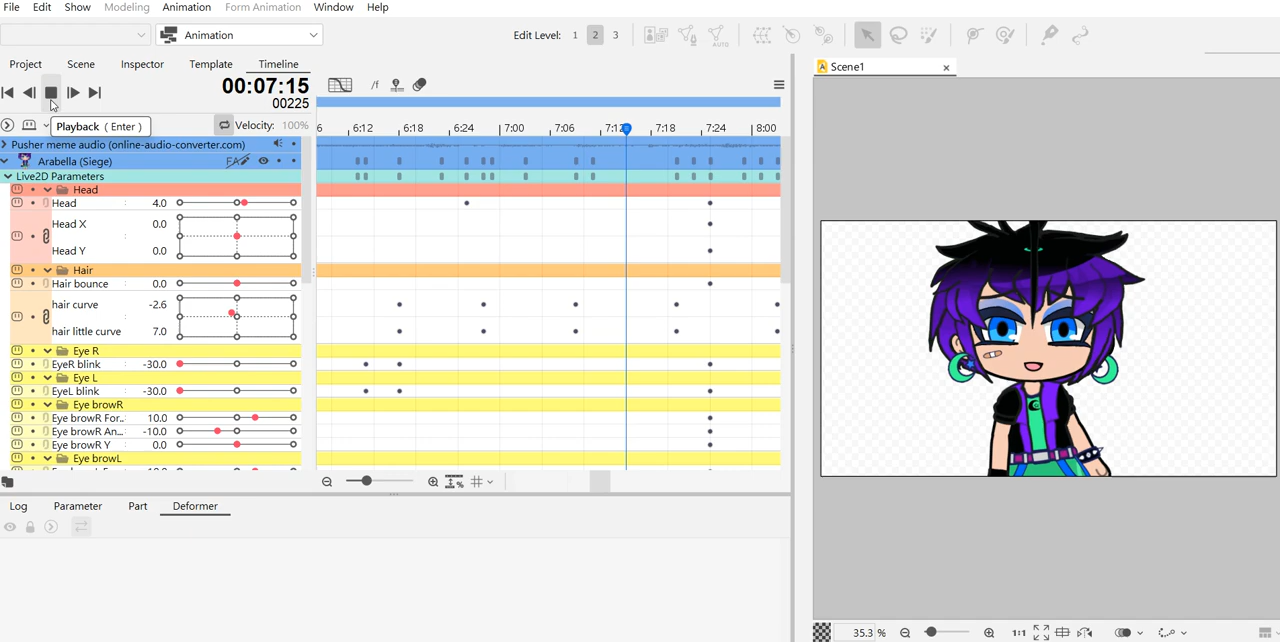 File Edit Show Modeling Animation Form Animation Window Help
Animation Edit Level: 1 2 3
AUTO
Project Scene Inspector Template Timeline
Scene1
00:07:15
/f
00225
Velocity: 100%
6 6:12 6:18 6:24 7:00 7:06 7:12 7:18 7:24 8:00
Playback ( Enter )
Pusher meme audio (online-audio-converter.com)
Arabella (Siege)
Live2D Parameters
Head
Head : 4.0
Head X 0.0
Head Y 0.0
Hair
Hair bounce : 0.0
hair curve -2.6
hair little curve 7.0
Eye R
EyeR blink : -30.0
Eye L
EyeL blink : -30.0
Eye browR
Eye browR For.. 10.0
Eye browR An... -10.0
Eye browR Y : 0.0
Eye browL
Log Parameter Part Deformer
35.3 % 1:1